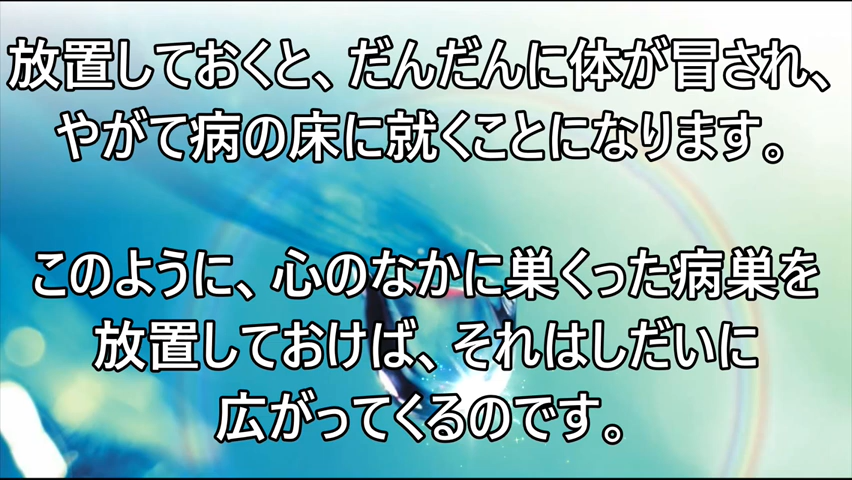 放置しておくと、だんだんに体が冒され、
やがて病の床に就くことになります。
このように、心のなかに巣くった病巣を
放置しておけば、それはしだいに
広がってくるのです。